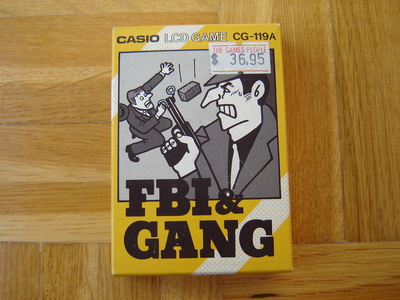 CASIO LCD GAME CG-119A
THE GAMES PEOPLE
$ 36.95
FBI &
GANG